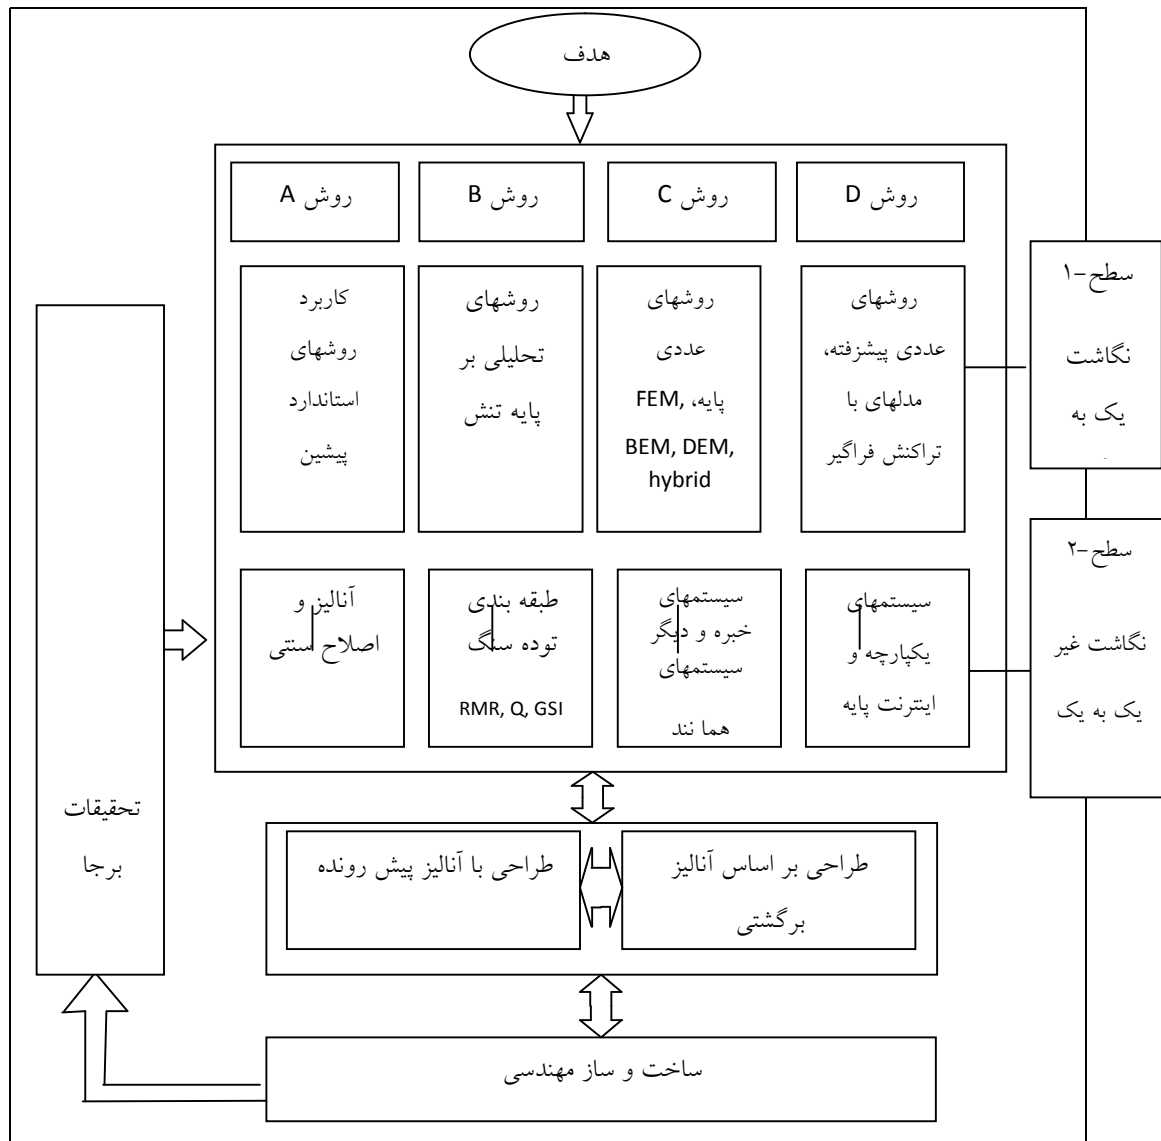 هدف
روش A
روش B
روش C
روش D
کاربرد
روشهای
استاندارد
پیشین
روشهای
تحلیلی بر
پایه تنش
روشهای
عددی
پایه، FEM,
BEM, DEM,
hybrid
روشهای
عددی پیشزفته،
مدلهای با
تراکنش فراگیر
سطح-۱
نگاشت
یک به
آنالیز و
اصلاح سنتی
طبقه بندی
توده سنگ
RMR, Q, GSI
سیستمهای
خبره و دیگر
سیستمهای
هما نند
سیستمهای
یکپارچه و
اینترنت پایه
سطح-۲
نگاشت غیر
یک به یک
تحقیقات
برجا
طراحی با آنالیز پیش رونده
طراحی بر اساس آنالیز
برگشتی
ساخت و ساز مهندسی